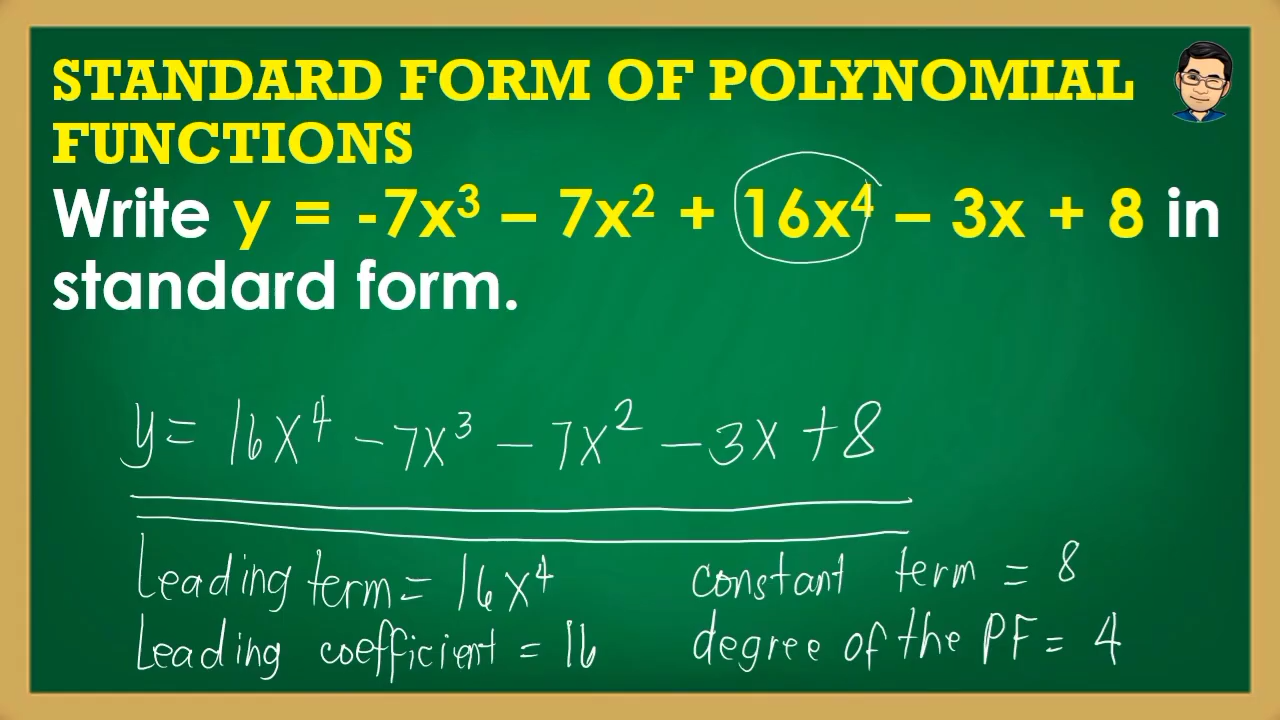 STANDARD FORM OF POLYNOMIAL
FUNCTIONS
Write y = -7x³ – 7x² + 16x⁴ – 3x + 8 in
standard form.
y = 16x⁴ – 7x³ – 7x² – 3x + 8
Leading term = 16x⁴
Leading coefficient = 16
constant term = 8
degree of the PF = 4